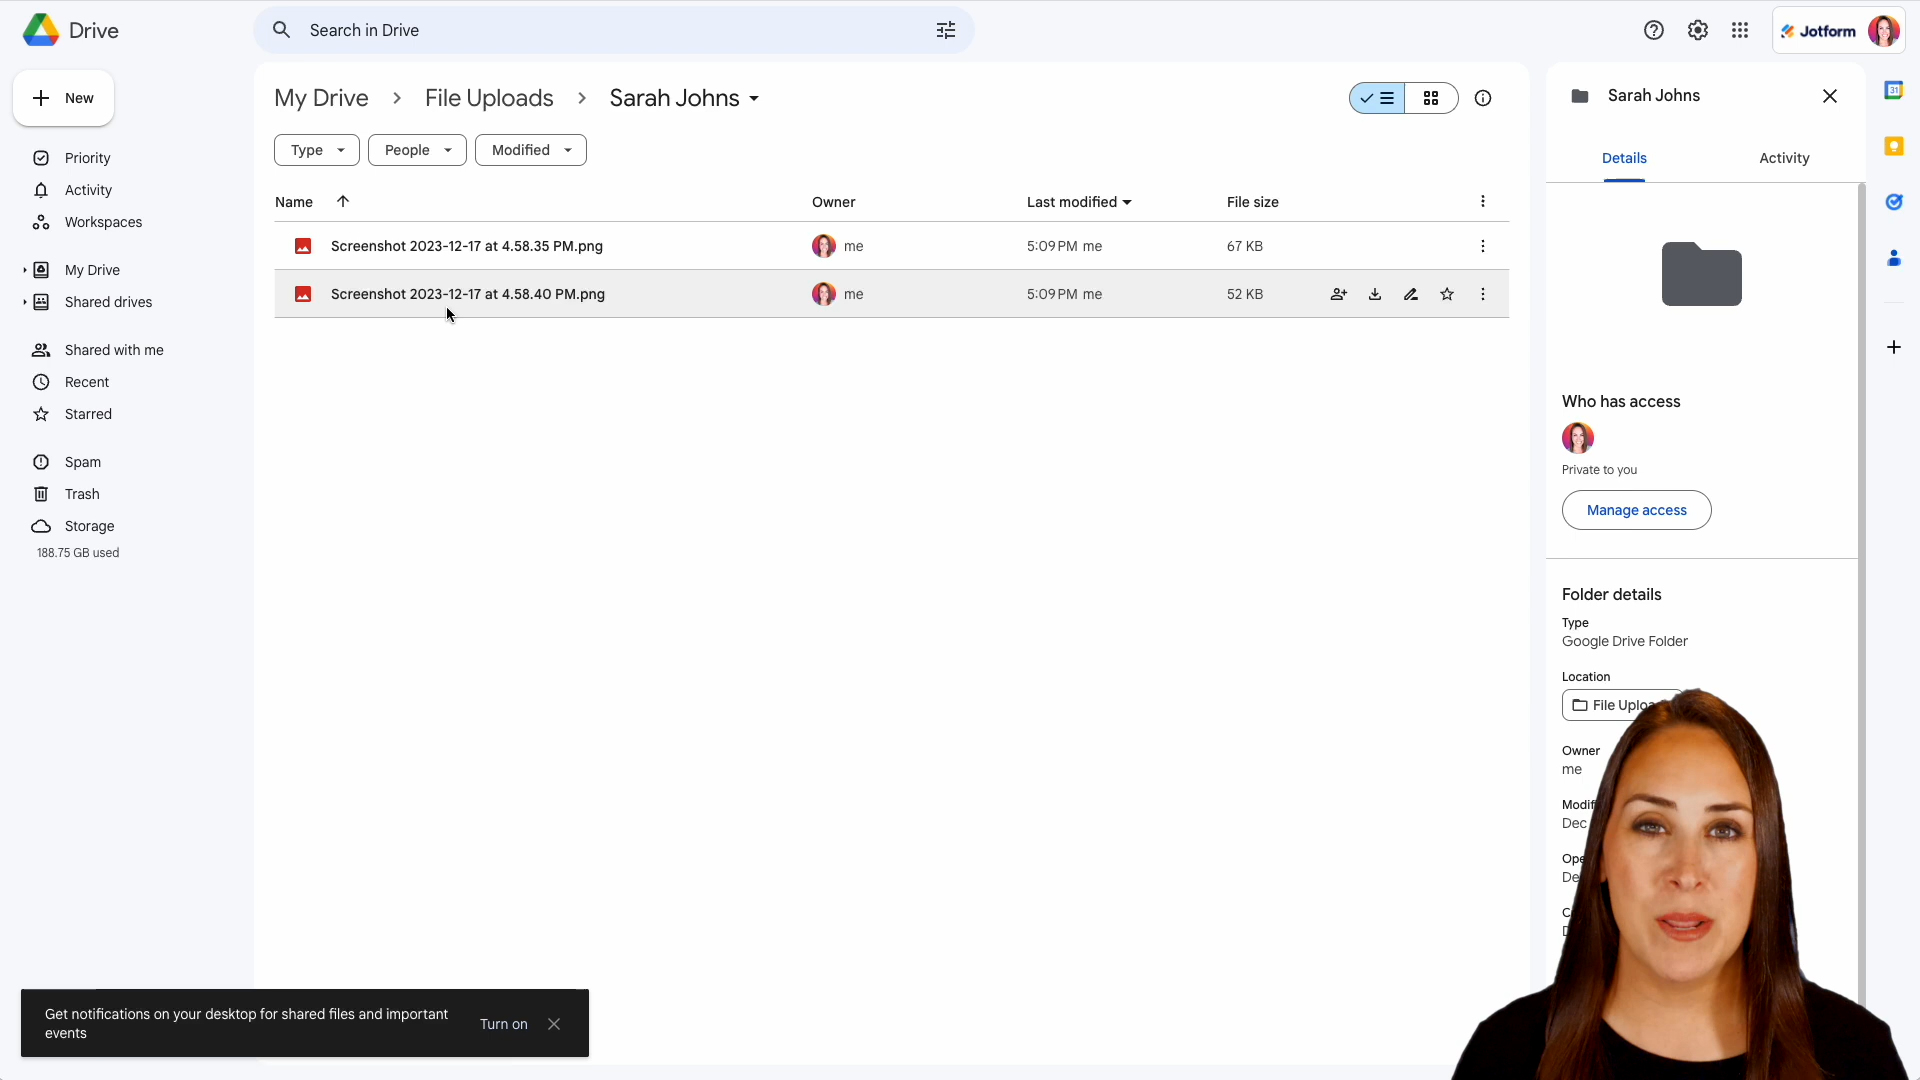 Drive
Search in Drive
Jotform
New
Priority
Activity
Workspaces
My Drive
Shared drives
Shared with me
Recent
Starred
Spam
Trash
Storage
188.75 GB used
My Drive > File Uploads > Sarah Johns
Type People Modified
Name Owner Last modified File size
Screenshot 2023-12-17 at 4.58.35 PM.png me 5:09 PM me 67 KB
Screenshot 2023-12-17 at 4.58.40 PM.png me 5:09 PM me 52 KB
Sarah Johns
Details Activity
Who has access
Private to you
Manage access
Folder details
Type
Google Drive Folder
Location
File
Owner
me
Dec
31
Get notifications on your desktop for shared files and important
events
Turn on